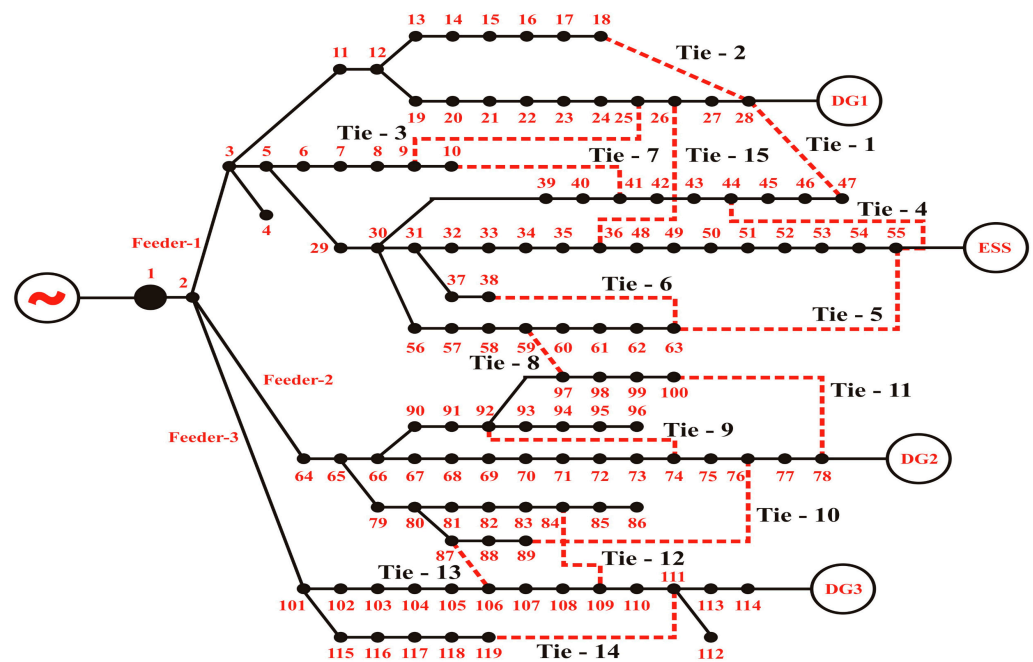 13 14 15 16 17 18
Tie - 2
11 12
DG1
19 20 21 22 23 24 25 26 27 28
Tie - 3
Tie - 1
3 5 6 7 8 9 10
Tie - 7
Tie - 15
39 40 41 42 43 44 45 46 47
4
Tie - 4
Feeder-1
30 31 32 33 34 35 36 48 49 50 51 52 53 54 55
ESS
29
1
2
37 38
Tie - 6
Tie - 5
56 57 58 59 60 61 62 63
Tie - 8
Feeder-2
97 98 99 100
Tie - 11
90 91 92 93 94 95 96
Feeder-3
Tie - 9
DG2
64 65 66 67 68 69 70 71 72 73 74 75 76 77 78
79 80 81 82 83 84 85 86
Tie - 10
87 88 89
Tie - 12
Tie - 13
111
DG3
101 102 103 104 105 106 107 108 109 110 113 114
115 116 117 118 119
Tie - 14
112